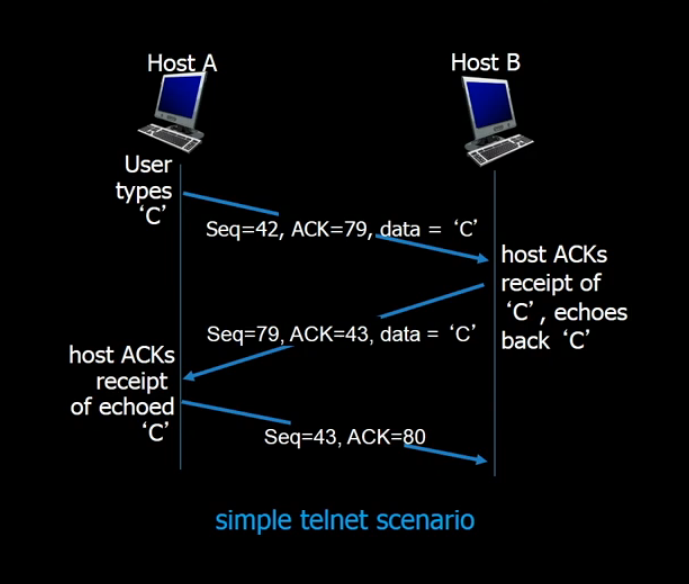 Host A
Host B
User
types
‘C’
Seq=42, ACK=79, data = ‘C’
host ACKs
receipt of
‘C’, echoes
back ‘C’
Seq=79, ACK=43, data = ‘C’
host ACKs
receipt
of echoed
‘C’
Seq=43, ACK=80
simple telnet scenario